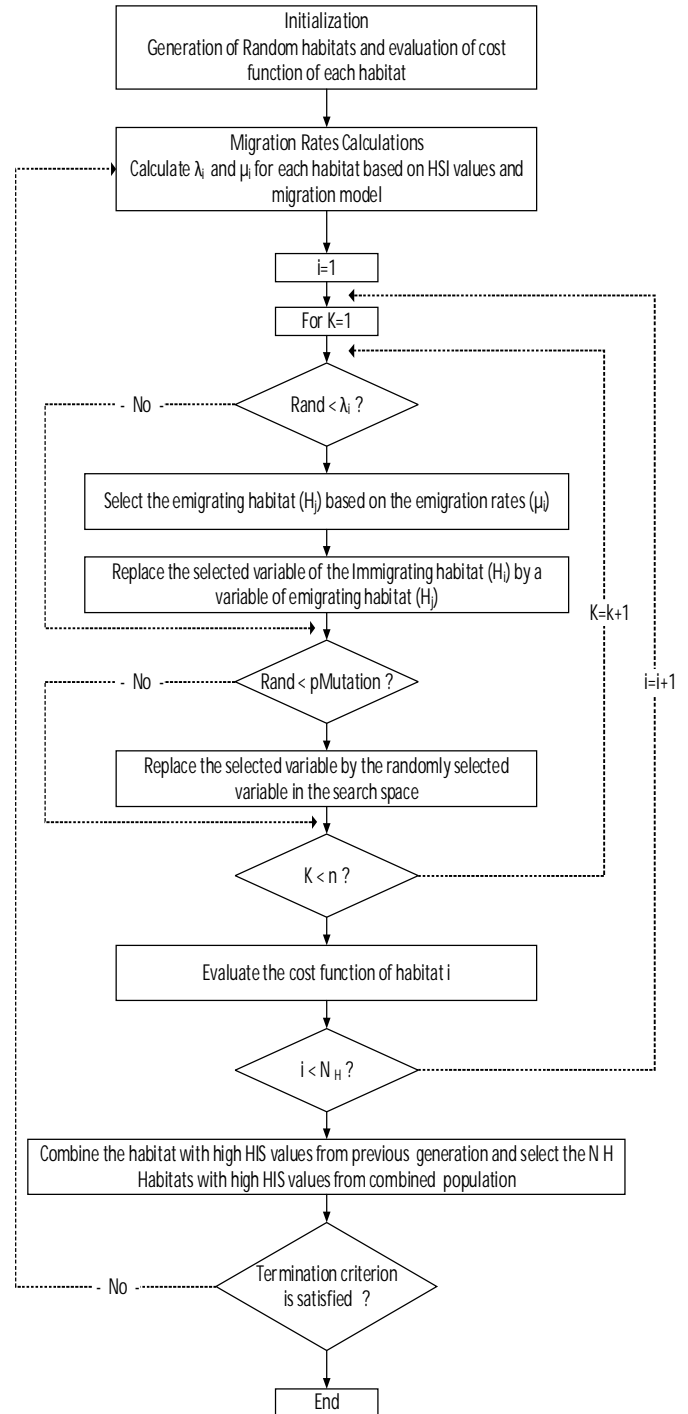 Initialization
Generation of Random habitats and evaluation of cost
function of each habitat
Migration Rates Calculations
Calculate λi and μi for each habitat based on HSI values and
migration model
i=1
For K=1
Rand < λi ?
- No -
Select the emigrating habitat (Hj) based on the emigration rates (μi)
Replace the selected variable of the Immigrating habitat (Hi) by a
variable of emigrating habitat (Hj)
K=k+1
Rand < pMutation ?
- No -
i=i+1
Replace the selected variable by the randomly selected
variable in the search space
K < n ?
Evaluate the cost function of habitat i
i < N H ?
Combine the habitat with high HIS values from previous generation and select the N H
Habitats with high HIS values from combined population
Termination criterion
is satisfied ?
- No -
End